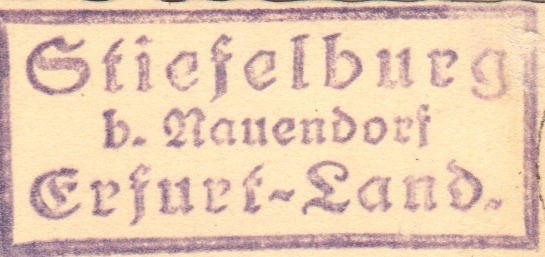 Stiefelburg
b. Nauendorf
Erfurt-Land.